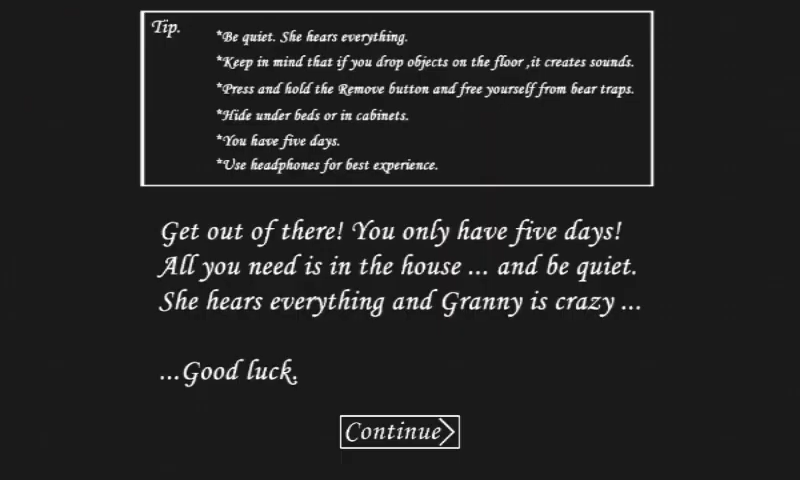 Tip.
*Be quiet. She hears everything.
*Keep in mind that if you drop objects on the floor ,it creates sounds.
*Press and hold the Remove button and free yourself from bear traps.
*Hide under beds or in cabinets.
*You have five days.
*Use headphones for best experience.
Get out of there! You only have five days!
All you need is in the house ... and be quiet.
She hears everything and Granny is crazy ...
...Good luck.
Continue>